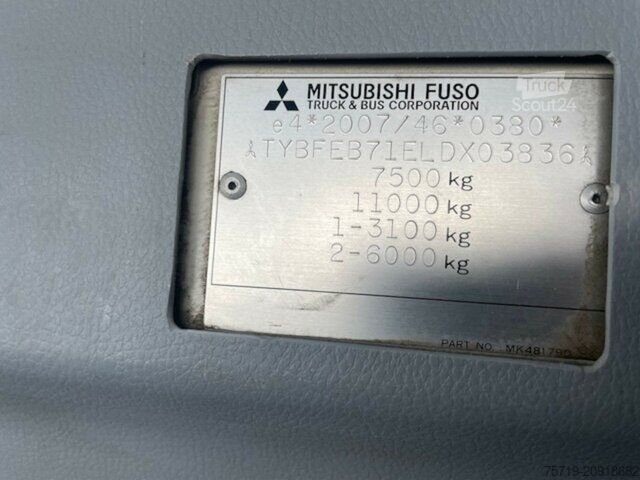 MITSUBISHI FUSO
TRUCK & BUS CORPORATION
e4*2007/46*0380*
TYBFEB71ELDX03836
7500 kg
11000 kg
1-3100 kg
2-6000 kg
PART NO. MK481790
Truck
Scout24
75719-20918682